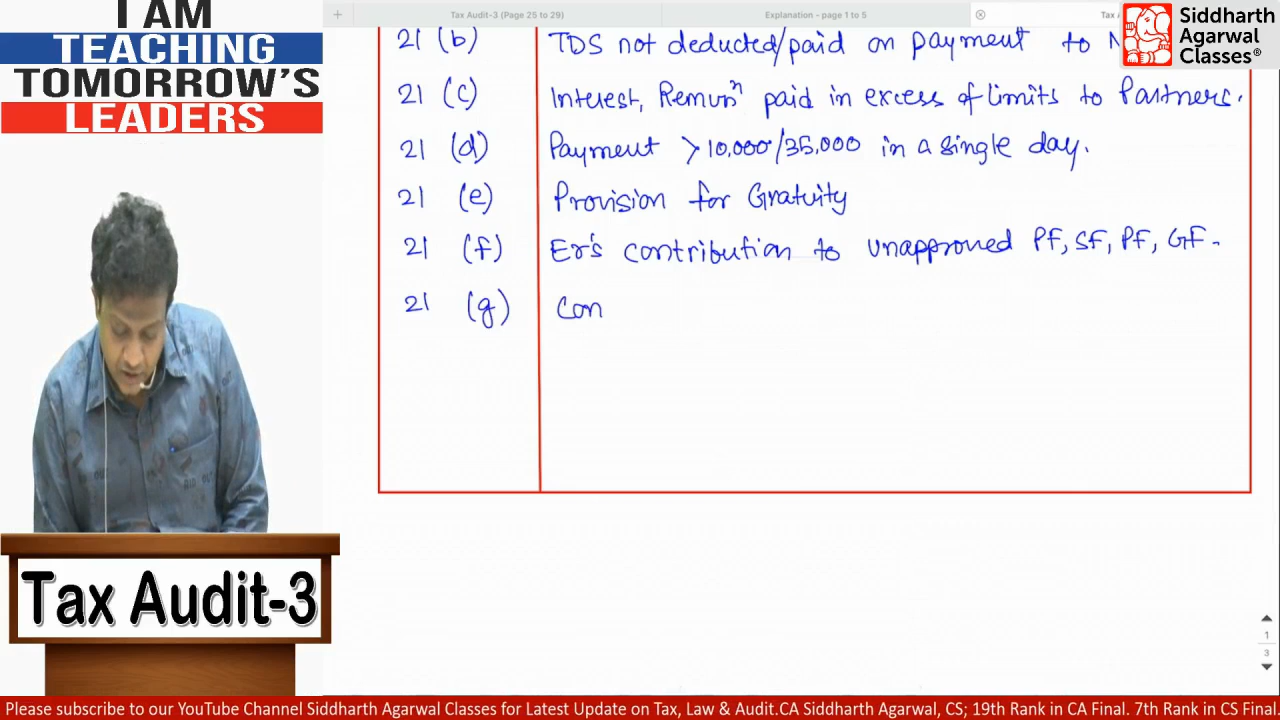 I AM
TEACHING
TOMORROW'S
LEADERS
Tax Audit-3 (Page 25 to 29)
Explanation - page 1 to 5
Tax
Siddharth
Agarwal
Classes®
21 (b) TDS not deducted/paid on payment to N
21 (c) Interest, Remunⁿ paid in excess of limits to Partners.
21 (d) Payment >10,000/35,000 in a single day.
21 (e) Provision for Gratuity
21 (f) Er's contribution to unapproved PF, SF, PF, GF.
21 (g) Con
Tax Audit-3
1
3
Please subscribe to our YouTube Channel Siddharth Agarwal Classes for Latest Update on Tax, Law & Audit.CA Siddharth Agarwal, CS; 19th Rank in CA Final. 7th Rank in CS Final.